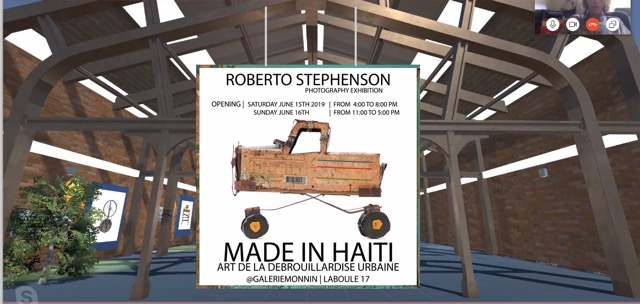 ROBERTO STEPHENSON
PHOTOGRAPHY EXHIBITION
OPENING | SATURDAY JUNE 15TH 2019 | FROM 4:00 TO 8:00 PM
SUNDAY JUNE 16TH | FROM 11:00 TO 5:00 PM
MADE IN HAITI
ART DE LA DEBROUILLARDISE URBAINE
@GALERIEMONNIN | LABOULE 17